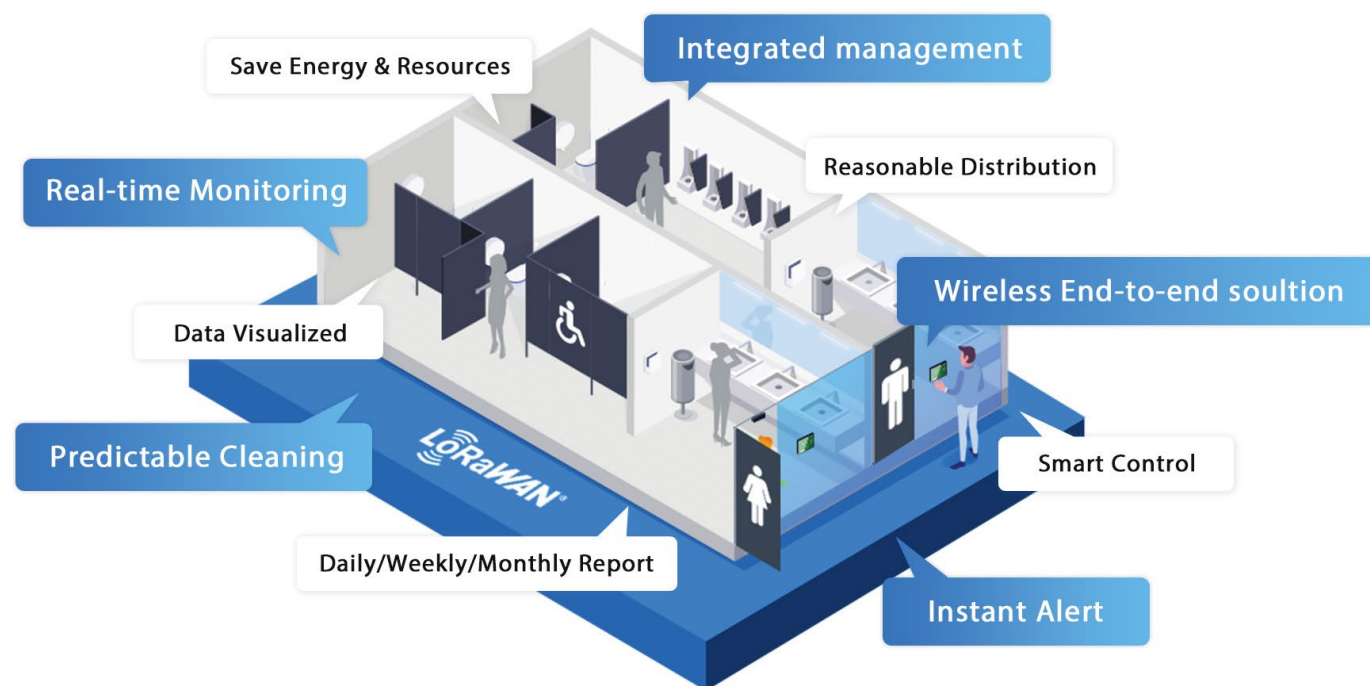 Integrated management
Save Energy & Resources
Reasonable Distribution
Real-time Monitoring
Wireless End-to-end soultion
Data Visualized
Predictable Cleaning
LoRaWAN®
Smart Control
Daily/Weekly/Monthly Report
Instant Alert